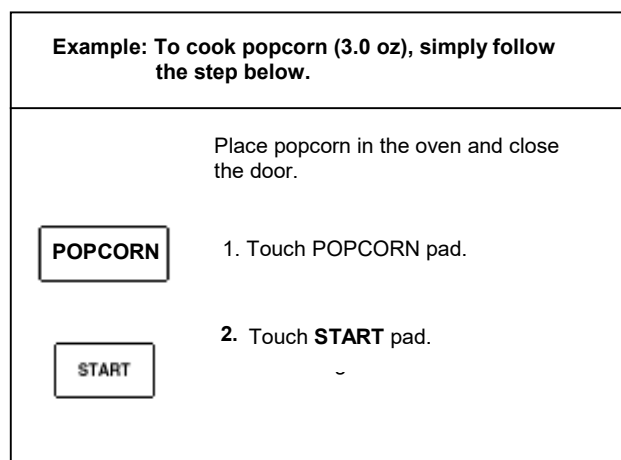 Example: To cook popcorn (3.0 oz), simply follow
the step below.
Place popcorn in the oven and close
the door.
POPCORN
1. Touch POPCORN pad.
2. Touch START pad.
START